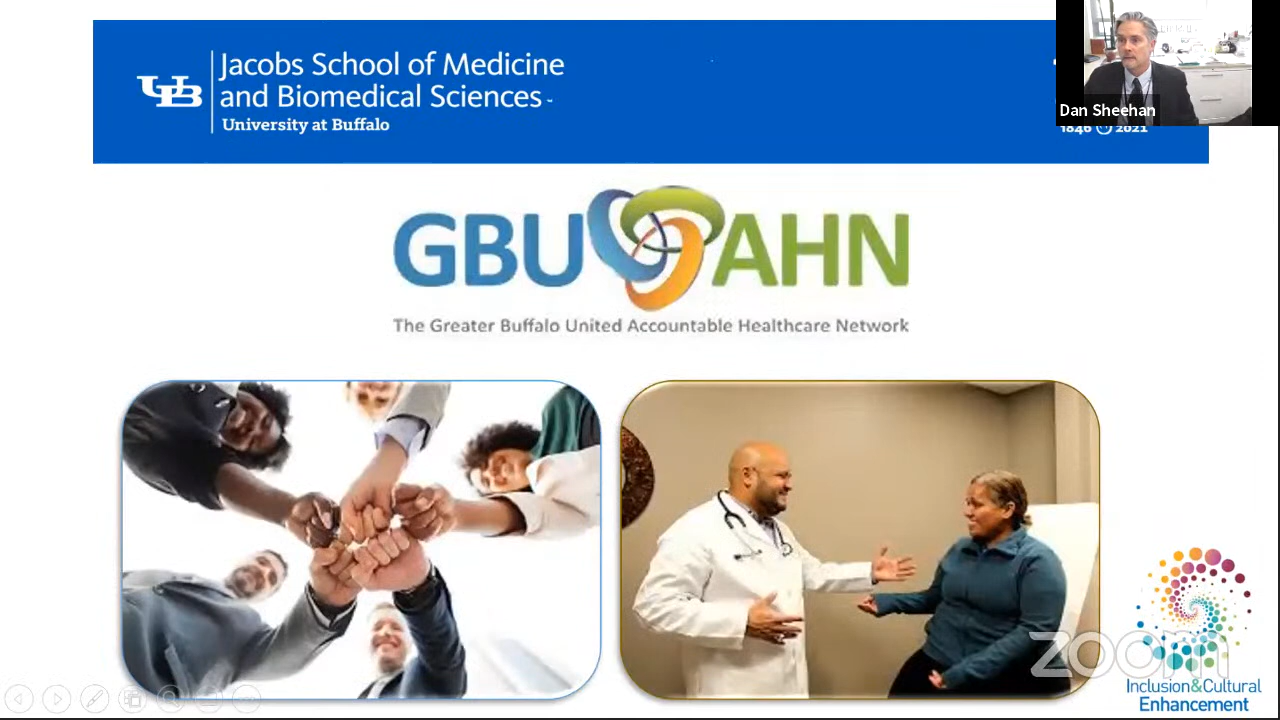 Jacobs School of Medicine
and Biomedical Sciences
University at Buffalo
Dan Sheehan
1846 2021
GBU AHN
The Greater Buffalo United Accountable Healthcare Network
zoom
Inclusion&Cultural
Enhancement